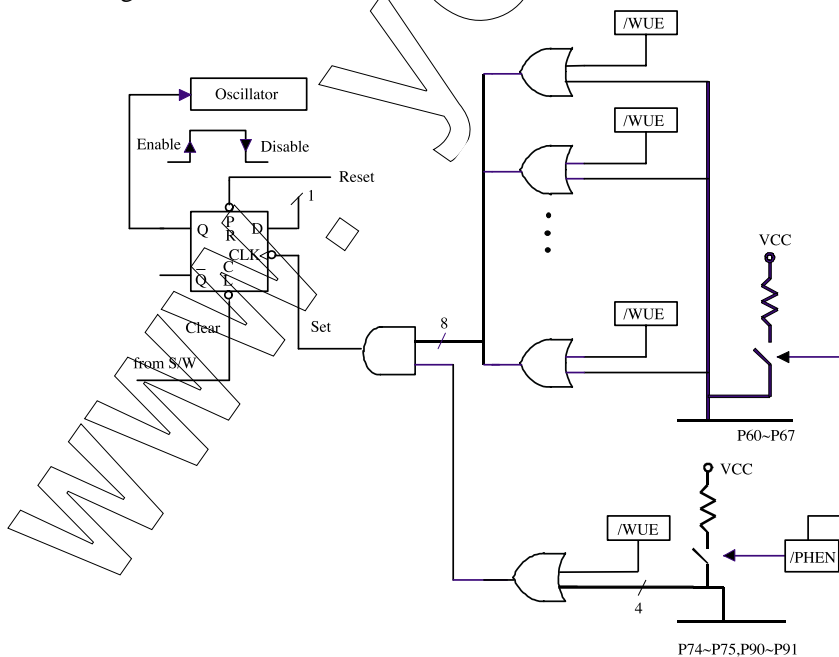 /WUE
Oscillator
/WUE
Enable
Disable
Reset
1
Q
P
R
D
CLK
Q
C
L
VCC
/WUE
Clear
Set
8
from S/W
P60~P67
VCC
/WUE
/PHEN
4
P74~P75,P90~P91
www.y